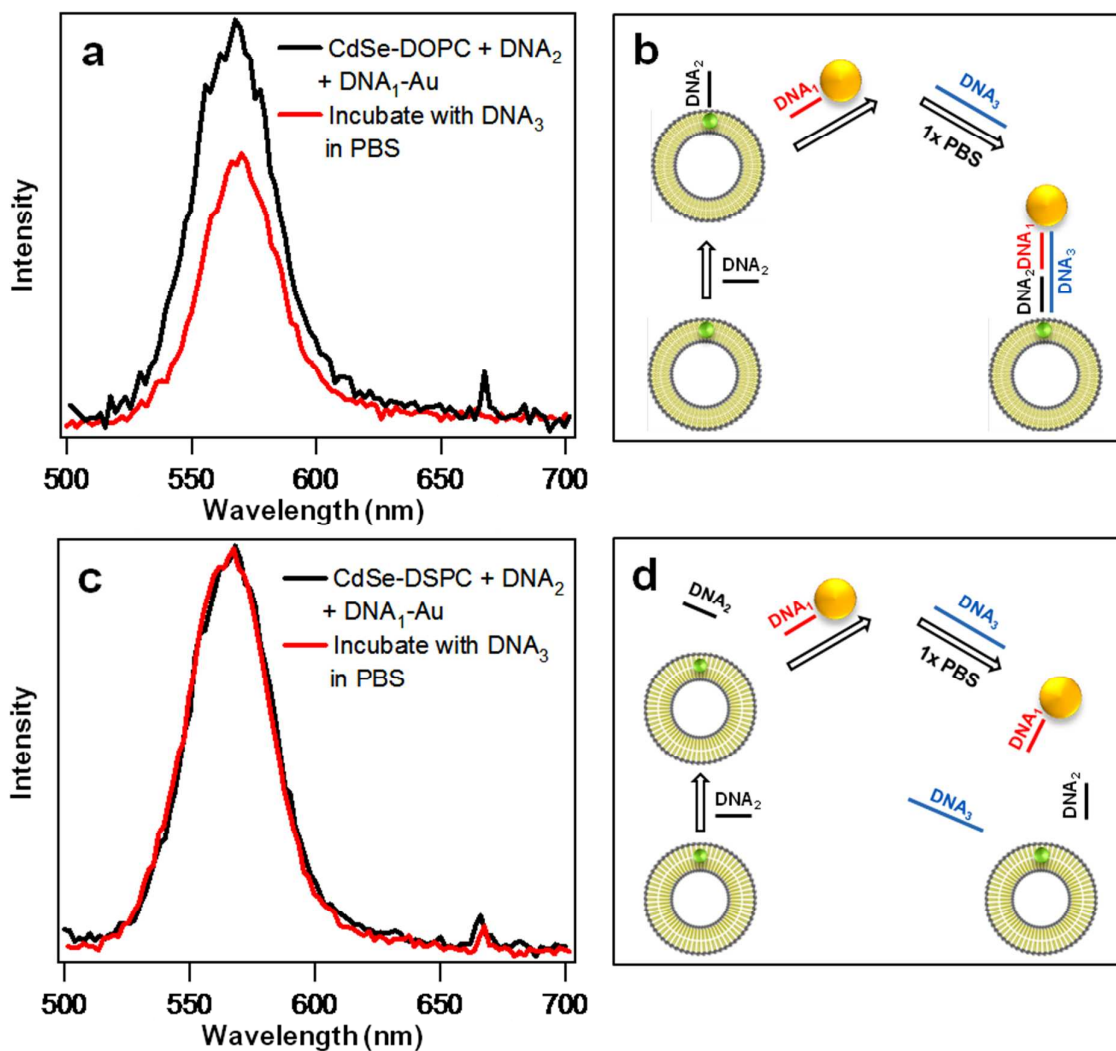 a
CdSe-DOPC + DNA₂
+ DNA₁-Au
Incubate with DNA₃
in PBS
Intensity
500 550 600 650 700
Wavelength (nm)
b
DNA₂
DNA₁
DNA₃
1x PBS
DNA₂
DNA₂
DNA₁
DNA₃
c
CdSe-DSPC + DNA₂
+ DNA₁-Au
Incubate with DNA₃
in PBS
Intensity
500 550 600 650 700
Wavelength (nm)
d
DNA₂
DNA₁
DNA₃
1x PBS
DNA₁
DNA₂
DNA₂
DNA₃